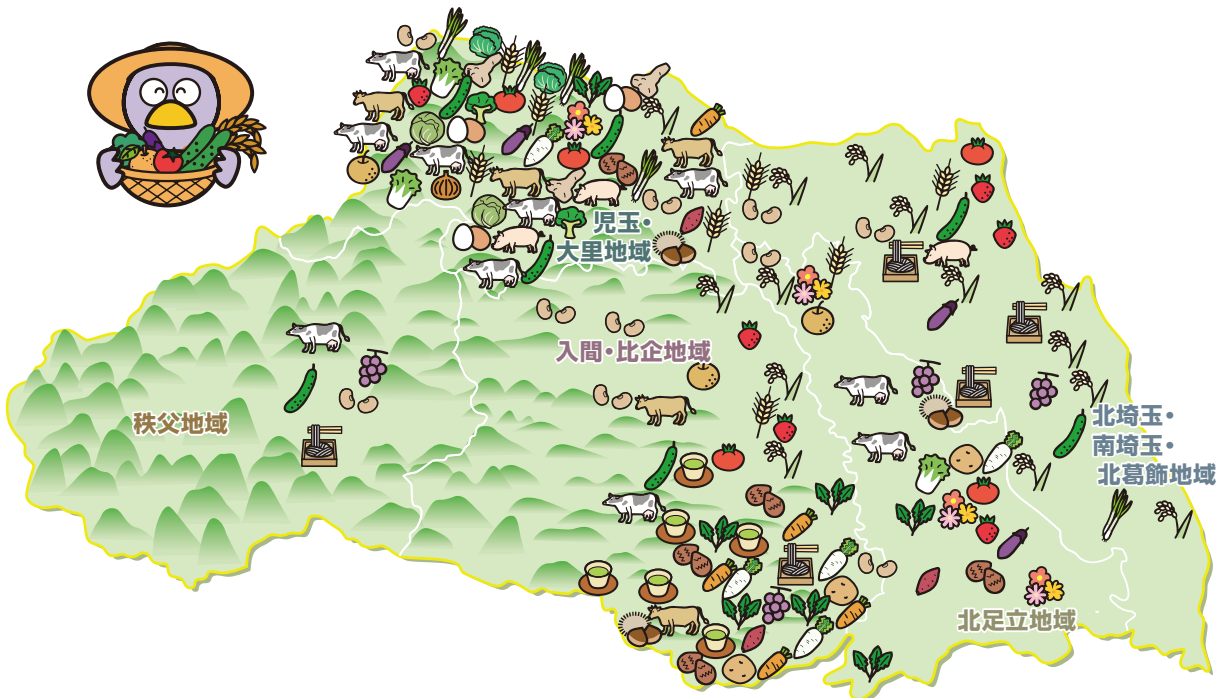 児玉・
大里地域
入間・比企地域
秩父地域
北埼玉・
南埼玉・
北葛飾地域
北足立地域